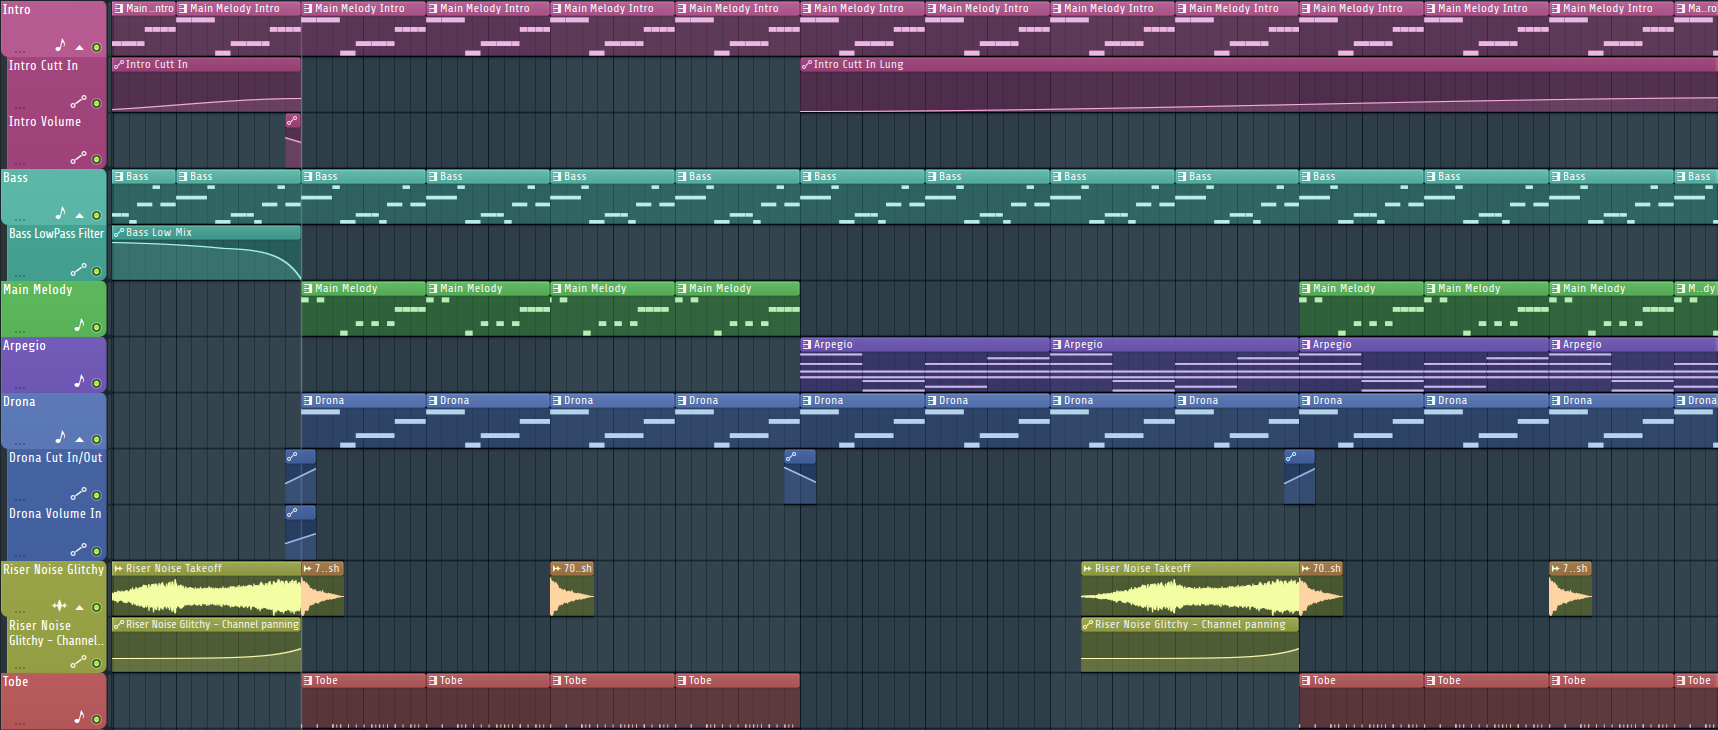 Intro
Main ..ntro Main Melody Intro Main Melody Intro Main Melody Intro Main Melody Intro Main Melody Intro Main Melody Intro Main Melody Intro Main Melody Intro Main Melody Intro Main Melody Intro Main Melody Intro Main Melody Intro Ma..ro
Intro Cutt In
Intro Cutt In Intro Cutt In Lung
Intro Volume
Bass
Bass Bass Bass Bass Bass Bass Bass Bass Bass Bass Bass Bass Bass Bass
Bass LowPass Filter
Bass Low Mix
Main Melody
Main Melody Main Melody Main Melody Main Melody Main Melody Main Melody Main Melody M..dy
Arpegio
Arpegio Arpegio Arpegio Arpegio
Drona
Drona Drona Drona Drona Drona Drona Drona Drona Drona Drona Drona Drona
Drona Cut In/Out
Drona Volume In
Riser Noise Glitchy
Riser Noise Takeoff 7..sh 70..sh Riser Noise Takeoff 70..sh 7..sh
Riser Noise
Glitchy - Channel..
Riser Noise Glitchy - Channel panning Riser Noise Glitchy - Channel panning
Tobe
Tobe Tobe Tobe Tobe Tobe Tobe Tobe Tobe